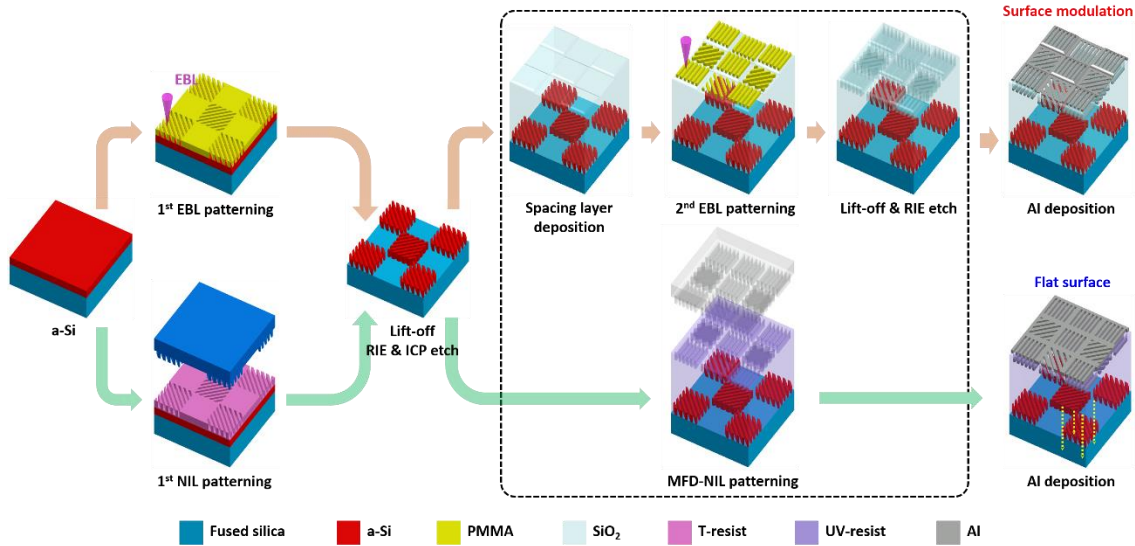 Surface modulation
EBL
1st EBL patterning
Spacing layer
deposition
2nd EBL patterning
Lift-off & RIE etch
Al deposition
a-Si
Lift-off
RIE & ICP etch
Flat surface
1st NIL patterning
MFD-NIL patterning
Al deposition
Fused silica
a-Si
PMMA
SiO2
T-resist
UV-resist
Al